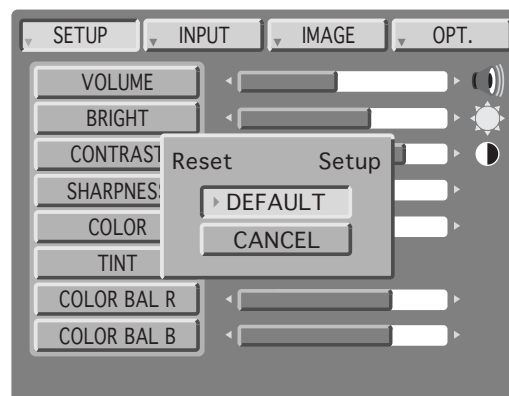 SETUP INPUT IMAGE OPT.
VOLUME
BRIGHT
CONTRAST
Reset Setup
SHARPNESS
DEFAULT
COLOR
CANCEL
TINT
COLOR BAL R
COLOR BAL B